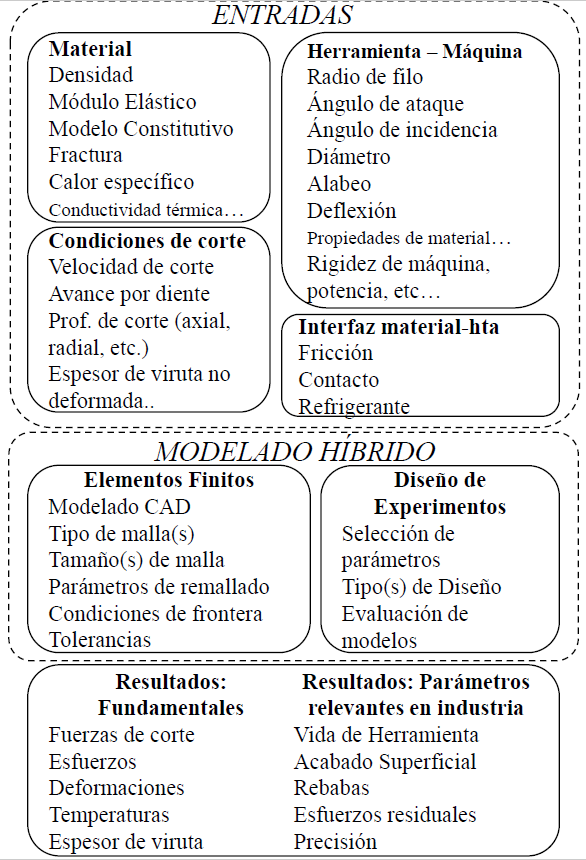 ENTRADAS
Material
Densidad
Módulo Elástico
Modelo Constitutivo
Fractura
Calor específico
Conductividad térmica…
Herramienta – Máquina
Radio de filo
Ángulo de ataque
Ángulo de incidencia
Diámetro
Alabeo
Deflexión
Propiedades de material…
Rigidez de máquina,
potencia, etc…
Condiciones de corte
Velocidad de corte
Avance por diente
Prof. de corte (axial,
radial, etc.)
Espesor de viruta no
deformada..
Interfaz material-hta
Fricción
Contacto
Refrigerante
MODELADO HÍBRIDO
Elementos Finitos
Modelado CAD
Tipo de malla(s)
Tamaño(s) de malla
Parámetros de remallado
Condiciones de frontera
Tolerancias
Diseño de
Experimentos
Selección de
parámetros
Tipo(s) de Diseño
Evaluación de
modelos
Resultados:
Fundamentales
Fuerzas de corte
Esfuerzos
Deformaciones
Temperaturas
Espesor de viruta
Resultados: Parámetros
relevantes en industria
Vida de Herramienta
Acabado Superficial
Rebabas
Esfuerzos residuales
Precisión